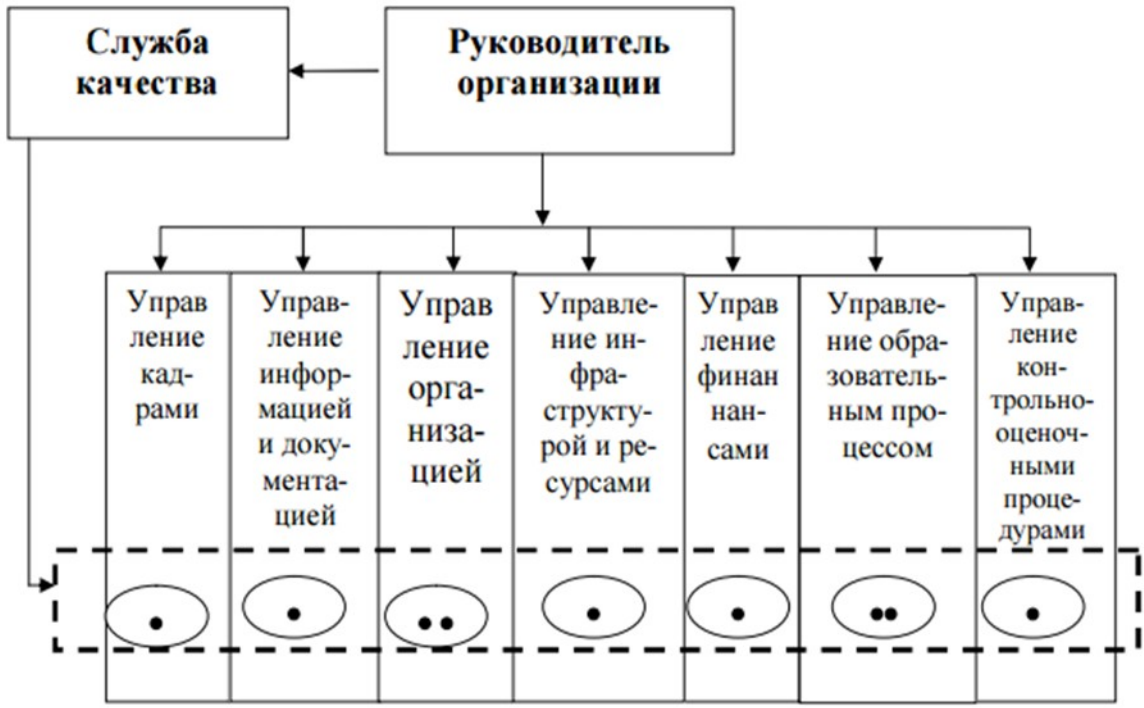 Служба
качества
Руководитель
организации
Управ
ление
кад-
рами
Управ-
ление
инфор-
мацией
и доку-
мента-
цией
Управ
ление
орга-
низа-
цией
Управле-
ние ин-
фра-
структу-
рой и ре-
сурсами
Управ
ление
финан
нан-
сами
Управле-
ние обра-
зователь-
ным про-
цессом
Управ-
ление
кон-
трольно-
оценоч-
ными
проце-
дурами